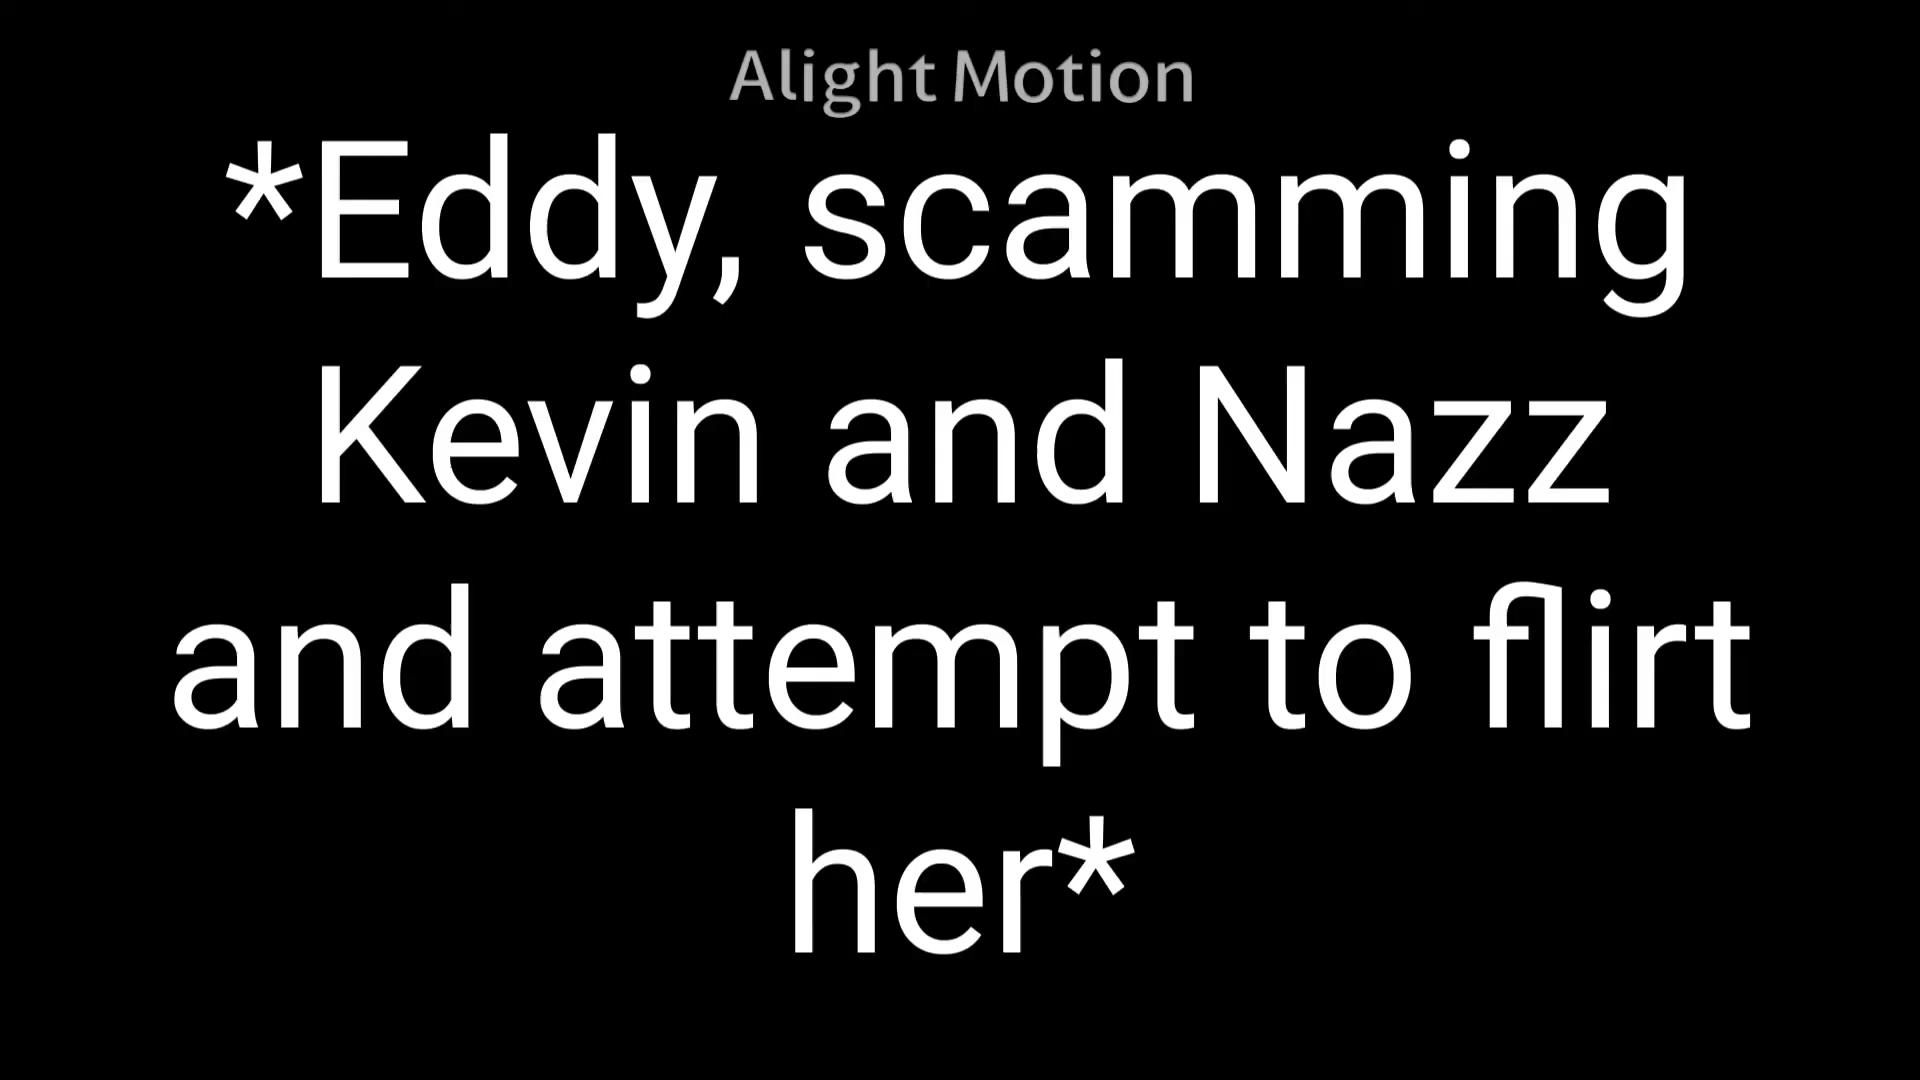 Alight Motion
*Eddy, scamming
Kevin and Nazz
and attempt to flirt
her*